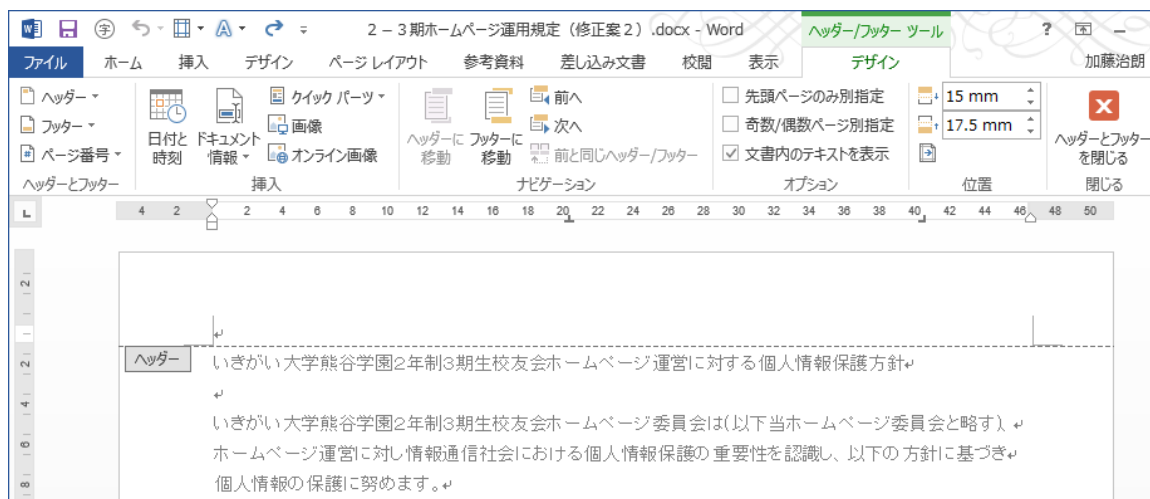 2－3期ホームページ運用規定（修正案2）.docx - Word
ヘッダー/フッター ツール
ファイル ホーム 挿入 デザイン ページ レイアウト 参考資料 差し込み文書 校閲 表示 デザイン 加藤治朗
ヘッダー
フッター
ページ番号
ヘッダーとフッター
日付と時刻
ドキュメント情報
クイック パーツ
画像
オンライン画像
挿入
ヘッダーに移動
フッターに移動
前へ
次へ
前と同じヘッダー/フッター
ナビゲーション
先頭ページのみ別指定
奇数/偶数ページ別指定
文書内のテキストを表示
オプション
15 mm
17.5 mm
位置
ヘッダーとフッターを閉じる
閉じる
4 2 2 4 6 8 10 12 14 16 18 20 22 24 26 28 30 32 34 36 38 40 42 44 46 48 50
2
2
4
6
8
ヘッダー
いきがい大学熊谷学園2年制3期生校友会ホームページ運営に対する個人情報保護方針
いきがい大学熊谷学園2年制3期生校友会ホームページ委員会は(以下当ホームページ委員会と略す)、
ホームページ運営に対し情報通信社会における個人情報保護の重要性を認識し、以下の方針に基づき
個人情報の保護に努めます。